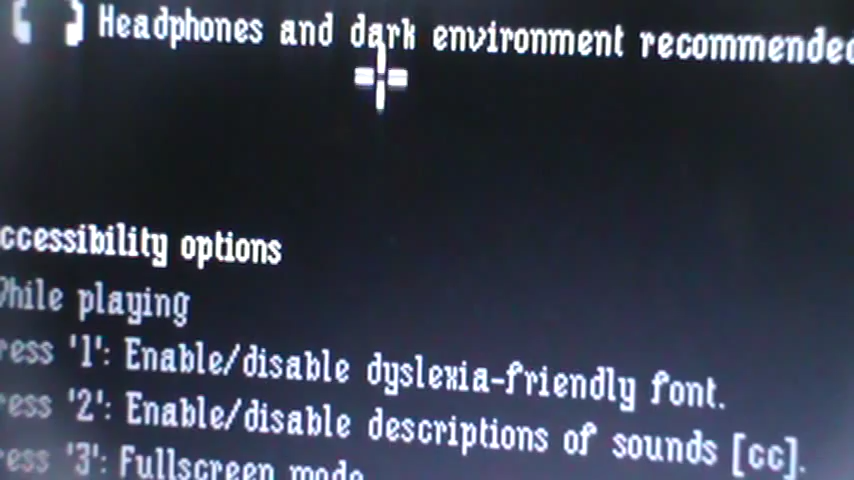 [ ] Headphones and dark environment recommended
ccessibility options
While playing
ress '1': Enable/disable dyslexia-friendly font.
ress '2': Enable/disable descriptions of sounds [cc].
ress '3': Fullscreen mode